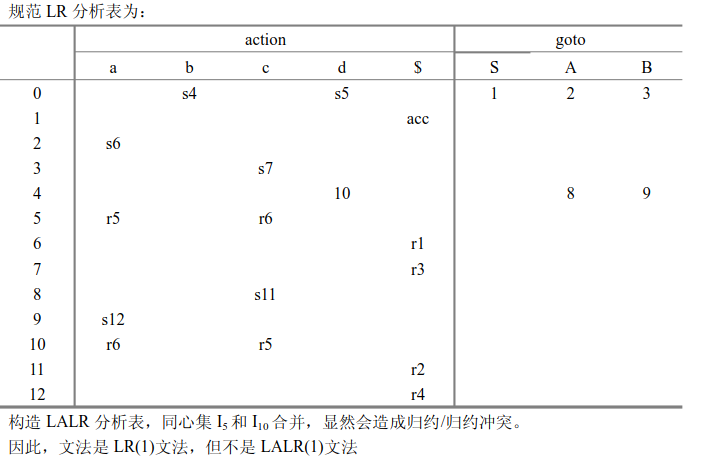 规范 LR 分析表为：
action goto
a b c d $ S A B
0 s4 s5 1 2 3
1 acc
2 s6
3 s7
4 10 8 9
5 r5 r6
6 r1
7 r3
8 s11
9 s12
10 r6 r5
11 r2
12 r4
构造 LALR 分析表，同心集 I5 和 I10 合并，显然会造成归约/归约冲突。
因此，文法是 LR(1)文法，但不是 LALR(1)文法